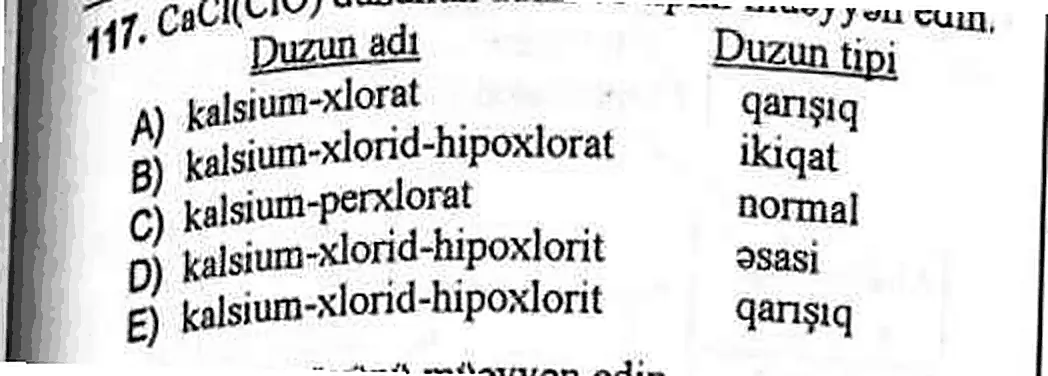 117. CaCl(ClO) edin.
Duzun adı Duzun tipi
A) kalsium-xlorat qarışıq
B) kalsium-xlorid-hipoxlorat ikiqat
C) kalsium-perxlorat normal
D) kalsium-xlorid-hipoxlorit əsasi
E) kalsium-xlorid-hipoxlorit qarışıq